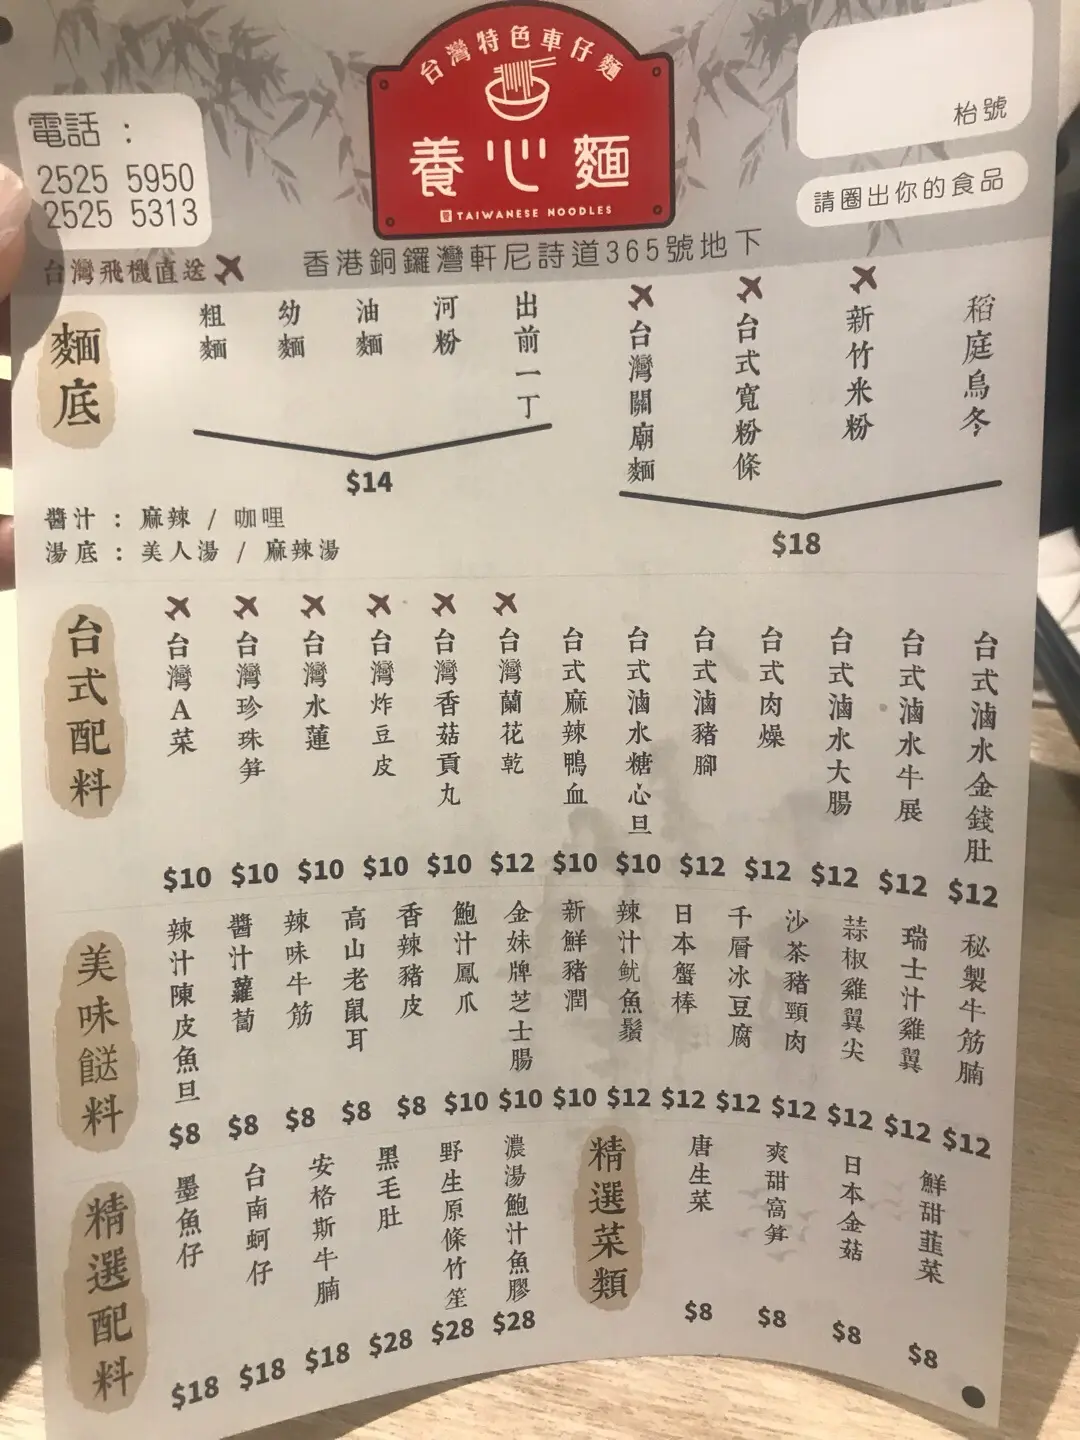 台灣特色車仔麵
養心麵
TAIWANESE NOODLES
電話：
2525 5950
2525 5313
枱號
請圈出你的食品
台灣飛機直送
香港銅鑼灣軒尼詩道365號地下
麵底
粗麵
幼麵
油麵
河粉
出前一丁
$14
台灣關廟麵
台式寬粉條
新竹米粉
稻庭烏冬
$18
醬汁：麻辣 / 咖哩
湯底：美人湯 / 麻辣湯
台式配料
台灣A菜 $10
台灣珍珠筍 $10
台灣水蓮 $10
台灣炸豆皮 $10
台灣香菇貢丸 $10
台灣蘭花乾 $12
台式麻辣鴨血 $10
台式滷水糖心旦 $10
台式滷豬腳 $12
台式肉燥 $12
台式滷水大腸 $12
台式滷水牛展 $12
台式滷水金錢肚 $12
美味餸料
辣汁陳皮魚旦 $8
醬汁蘿蔔 $8
辣味牛筋 $8
高山老鼠耳 $8
香辣豬皮 $8
鮑汁鳳爪 $10
金妹牌芝士腸 $10
新鮮豬潤 $10
辣汁魷魚鬚 $12
日本蟹棒 $12
千層冰豆腐 $12
沙茶豬頸肉 $12
蒜椒雞翼尖 $12
瑞士汁雞翼 $12
秘製牛筋腩 $12
精選配料
墨魚仔 $18
台南蚵仔 $18
安格斯牛腩 $18
黑毛肚 $28
野生原條竹笙 $28
濃湯鮑汁魚膠 $28
精選菜類
唐生菜 $8
爽甜窩筍 $8
日本金菇 $8
鮮甜韮菜 $8